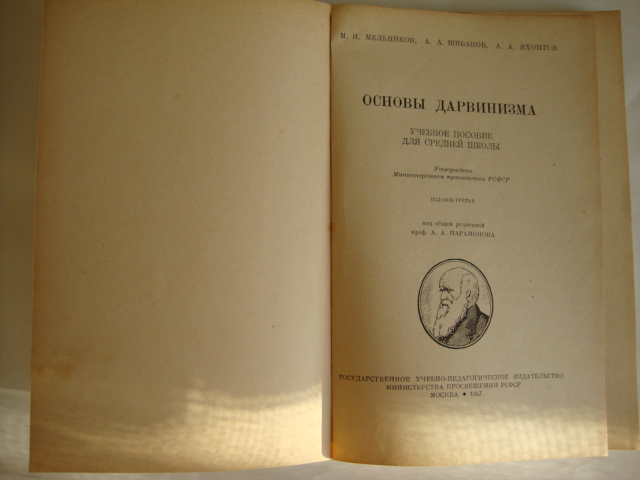 М. И. МЕЛЬНИКОВ, А. А. ШИБАНОВ, А. А. ЯХОНТОВ
ОСНОВЫ ДАРВИНИЗМА
УЧЕБНОЕ ПОСОБИЕ
ДЛЯ СРЕДНЕЙ ШКОЛЫ
Утверждено
Министерством просвещения РСФСР
ИЗДАНИЕ ТРЕТЬЕ
под общей редакцией
проф. А. А. ПАРАМОНОВА
ГОСУДАРСТВЕННОЕ УЧЕБНО-ПЕДАГОГИЧЕСКОЕ ИЗДАТЕЛЬСТВО
МИНИСТЕРСТВА ПРОСВЕЩЕНИЯ РСФСР
МОСКВА • 1947